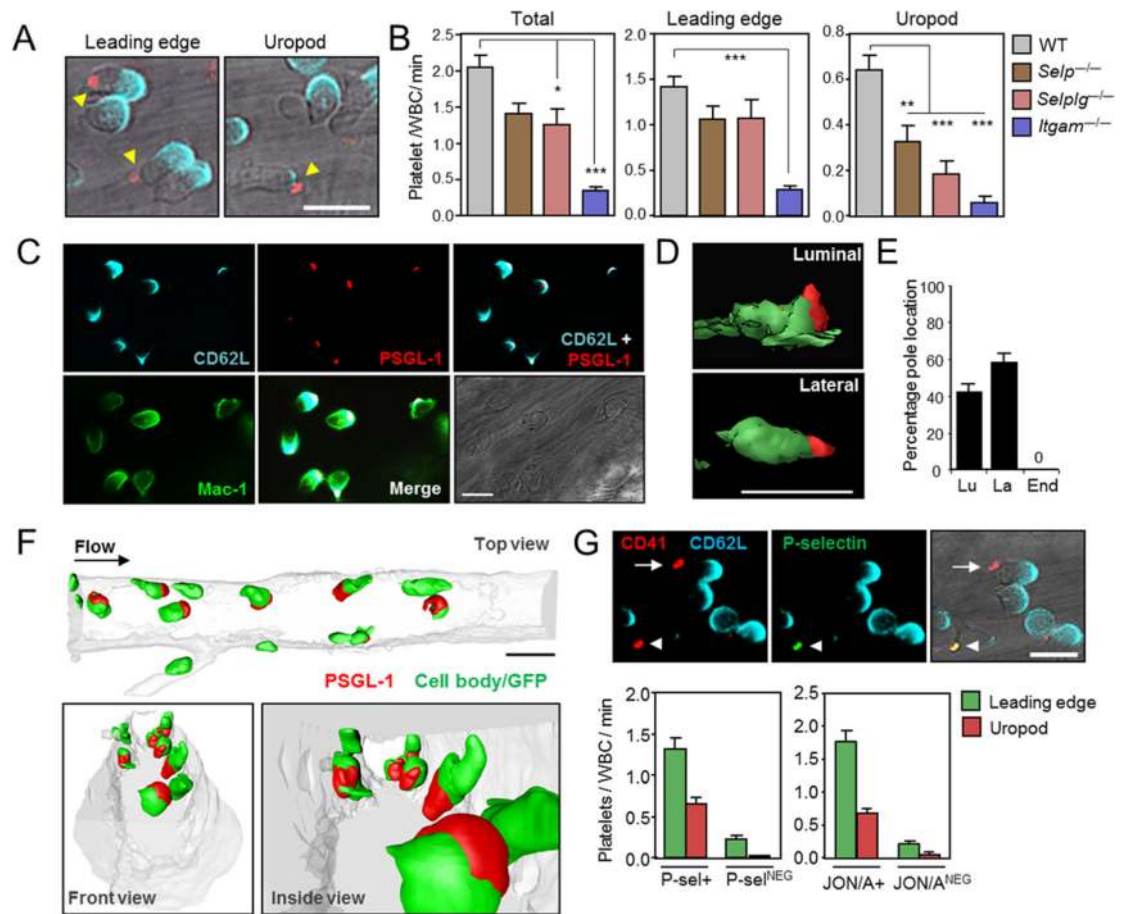 A
Leading edge
Uropod
B
Total
Leading edge
Uropod
Platelet /WBC/ min
2.5
2.0
1.5
1.0
0.5
0.0
*
***
2.0
1.5
1.0
0.5
0.0
***
0.8
0.6
0.4
0.2
0.0
**
***
***
WT
Selp−/−
Selplg−/−
Itgam−/−
C
CD62L
PSGL-1
CD62L +
PSGL-1
Mac-1
Merge
D
Luminal
Lateral
E
Percentage pole location
100
80
60
40
20
0
0
Lu
La
End
F
Flow
Top view
PSGL-1
Cell body/GFP
Front view
Inside view
G
CD41
CD62L
P-selectin
Platelets / WBC / min
2.0
1.5
1.0
0.5
0.0
P-sel+
P-selNEG
2.5
2.0
1.5
1.0
0.5
0.0
JON/A+
JON/ANEG
Leading edge
Uropod